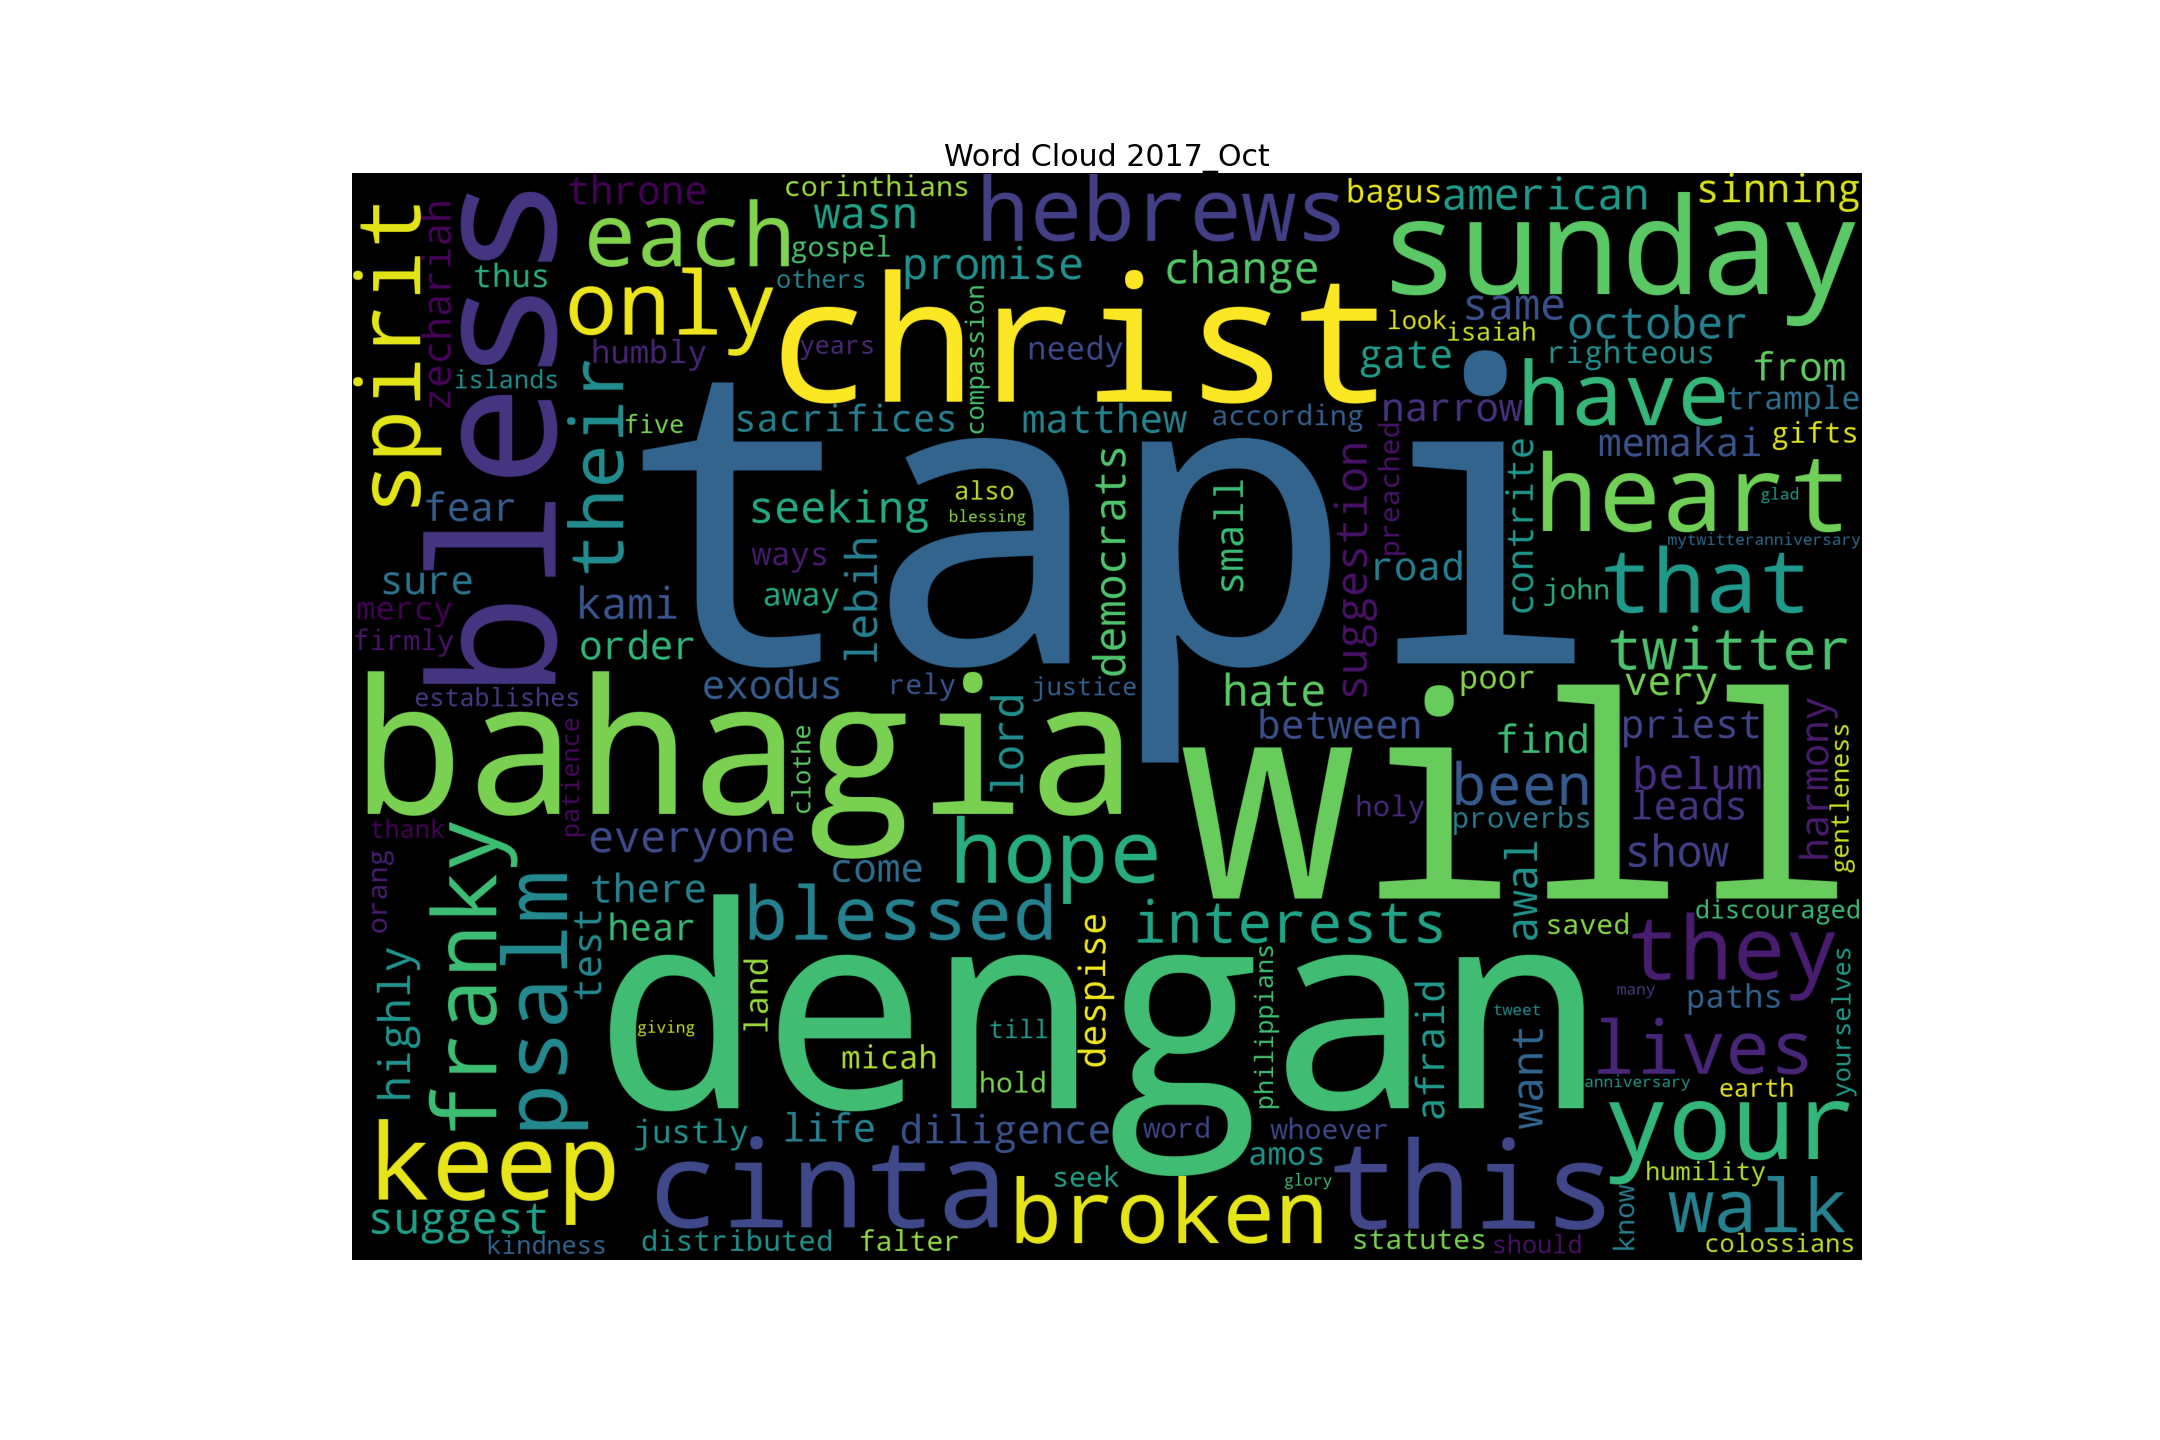 Word Cloud 2017_Oct
throne
corinthians
hebrews
bagus
american
sinning
spirit
zechariah
bless
each
wasn
gospel
sunday
thus
others
promise
change
only
christ
compassion
look
isaiah
same
october
humbly
years
needy
gate
righteous
from
islands
their
five
sacrifices
matthew
according
narrow
have
trample
memakai
gifts
tapi
fear
seeking
also
blessing
democrats
small
suggestion
preached
contrite
heart
glad
mytwitteranniversary
ways
lebih
road
sure
kami
away
john
that
mercy
firmly
order
twitter
establishes
exodus
rely
justice
hate
poor
very
bahagia
lord
between
find
priest
will
patience
clothe
been
belum
harmony
gentleness
holy
proverbs
leads
thank
everyone
hope
show
orang
franky
psalm
come
there
blessed
interests
awal
saved
discouraged
hear
test
highly
dengan
land
despise
they
giving
till
micah
hold
philippians
afraid
tweet
want
many
paths
yourselves
lives
anniversary
earth
keep
justly
life
diligence
word
whoever
your
cinta
seek
amos
glory
this
humility
suggest
broken
know
walk
kindness
distributed
falter
statutes
should
colossians